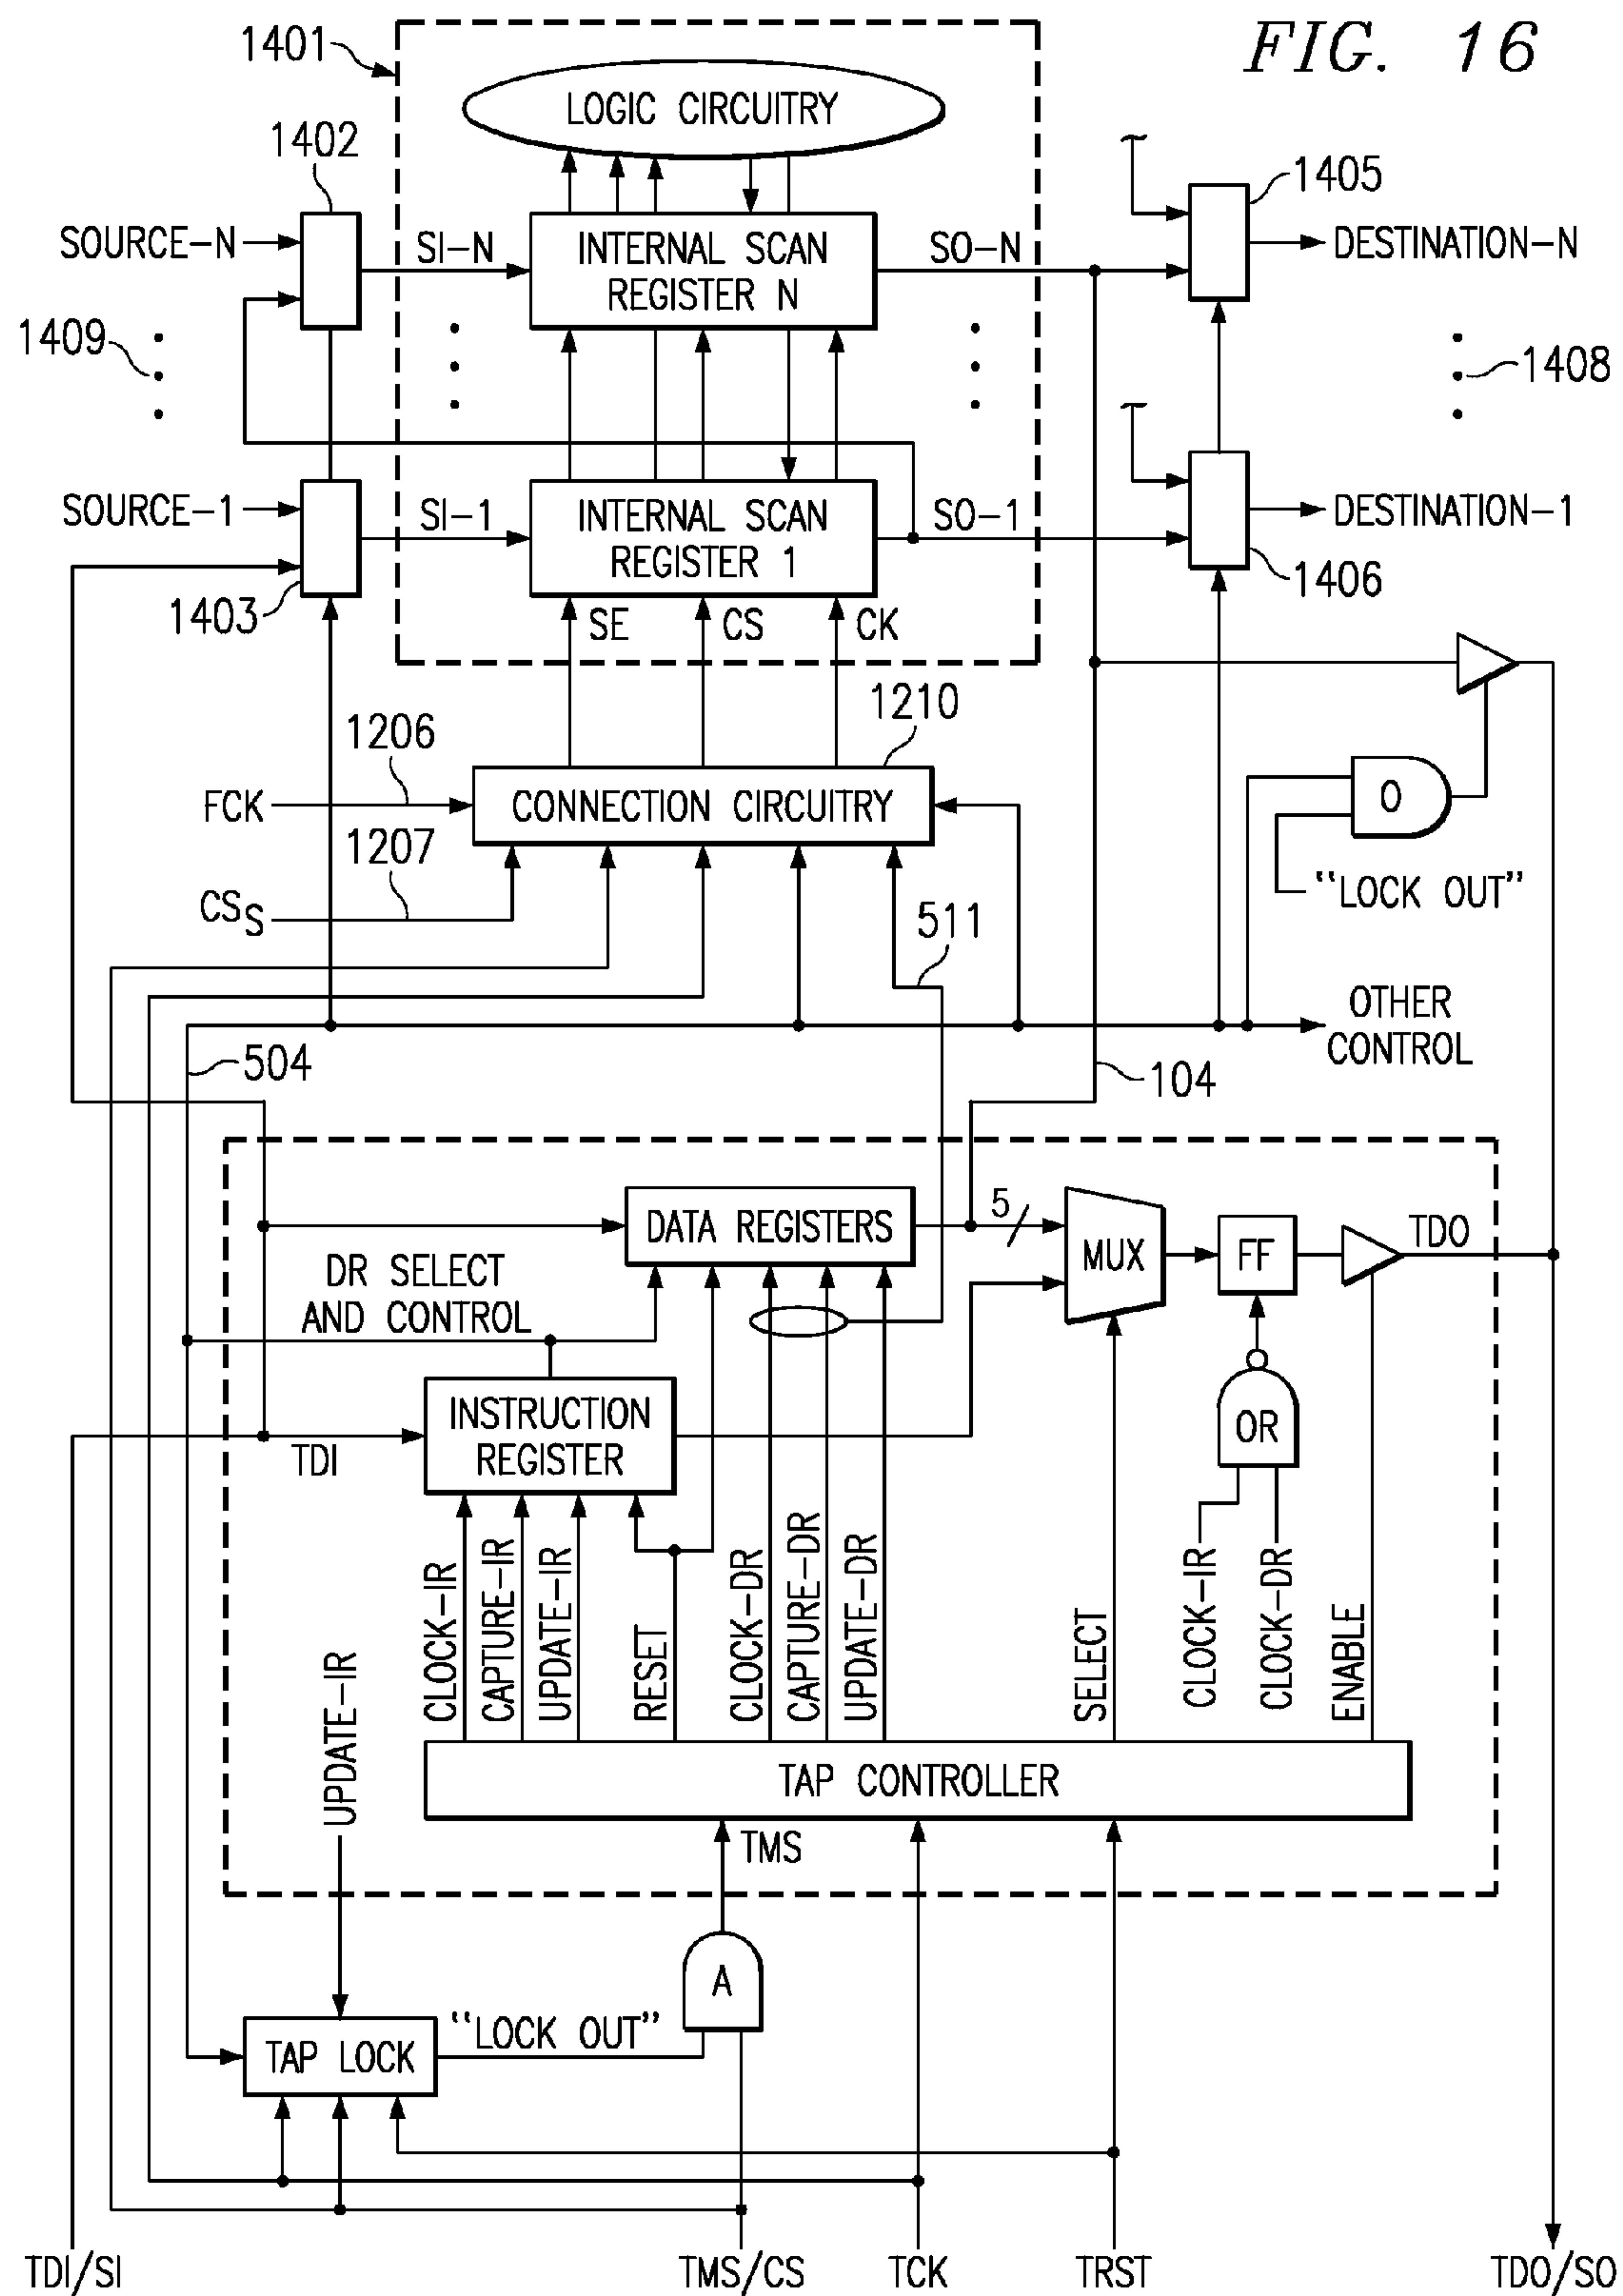 FIG. 16
1401
LOGIC CIRCUITRY
1402
1405
SOURCE-N
SI-N
INTERNAL SCAN
REGISTER N
SO-N
DESTINATION-N
1409
1408
SOURCE-1
SI-1
INTERNAL SCAN
REGISTER 1
SO-1
DESTINATION-1
1403
1406
SE
CS
CK
1210
1206
FCK
CONNECTION CIRCUITRY
O
1207
"LOCK OUT"
CSS
511
OTHER
CONTROL
504
104
DATA REGISTERS
5
MUX
FF
TDO
DR SELECT
AND CONTROL
INSTRUCTION
REGISTER
TDI
OR
CLOCK-IR
CAPTURE-IR
UPDATE-IR
RESET
CLOCK-DR
CAPTURE-DR
UPDATE-DR
SELECT
CLOCK-IR
CLOCK-DR
ENABLE
UPDATE-IR
TAP CONTROLLER
TMS
A
TAP LOCK
"LOCK OUT"
TDI/SI
TMS/CS
TCK
TRST
TDO/SO